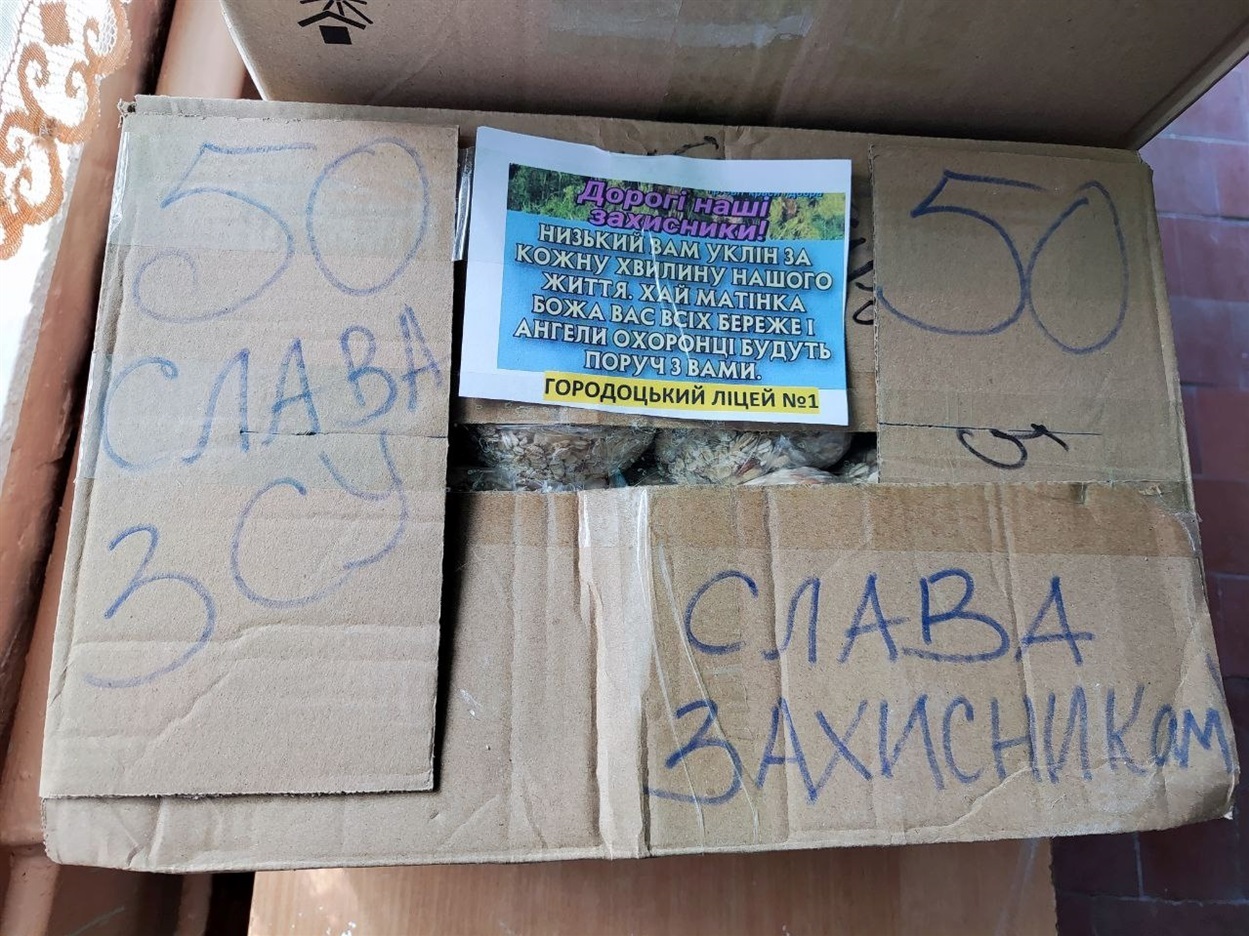 50
СЛАВА
ЗСУ
Дорогі наші
захисники!
НИЗЬКИЙ ВАМ УКЛІН ЗА
КОЖНУ ХВИЛИНУ НАШОГО
ЖИТТЯ. ХАЙ МАТІНКА
БОЖА ВАС ВСІХ БЕРЕЖЕ І
АНГЕЛИ ОХОРОНЦІ БУДУТЬ
ПОРУЧ З ВАМИ.
ГОРОДОЦЬКИЙ ЛІЦЕЙ №1
50
СЛАВА
ЗАХИСНИКАМ